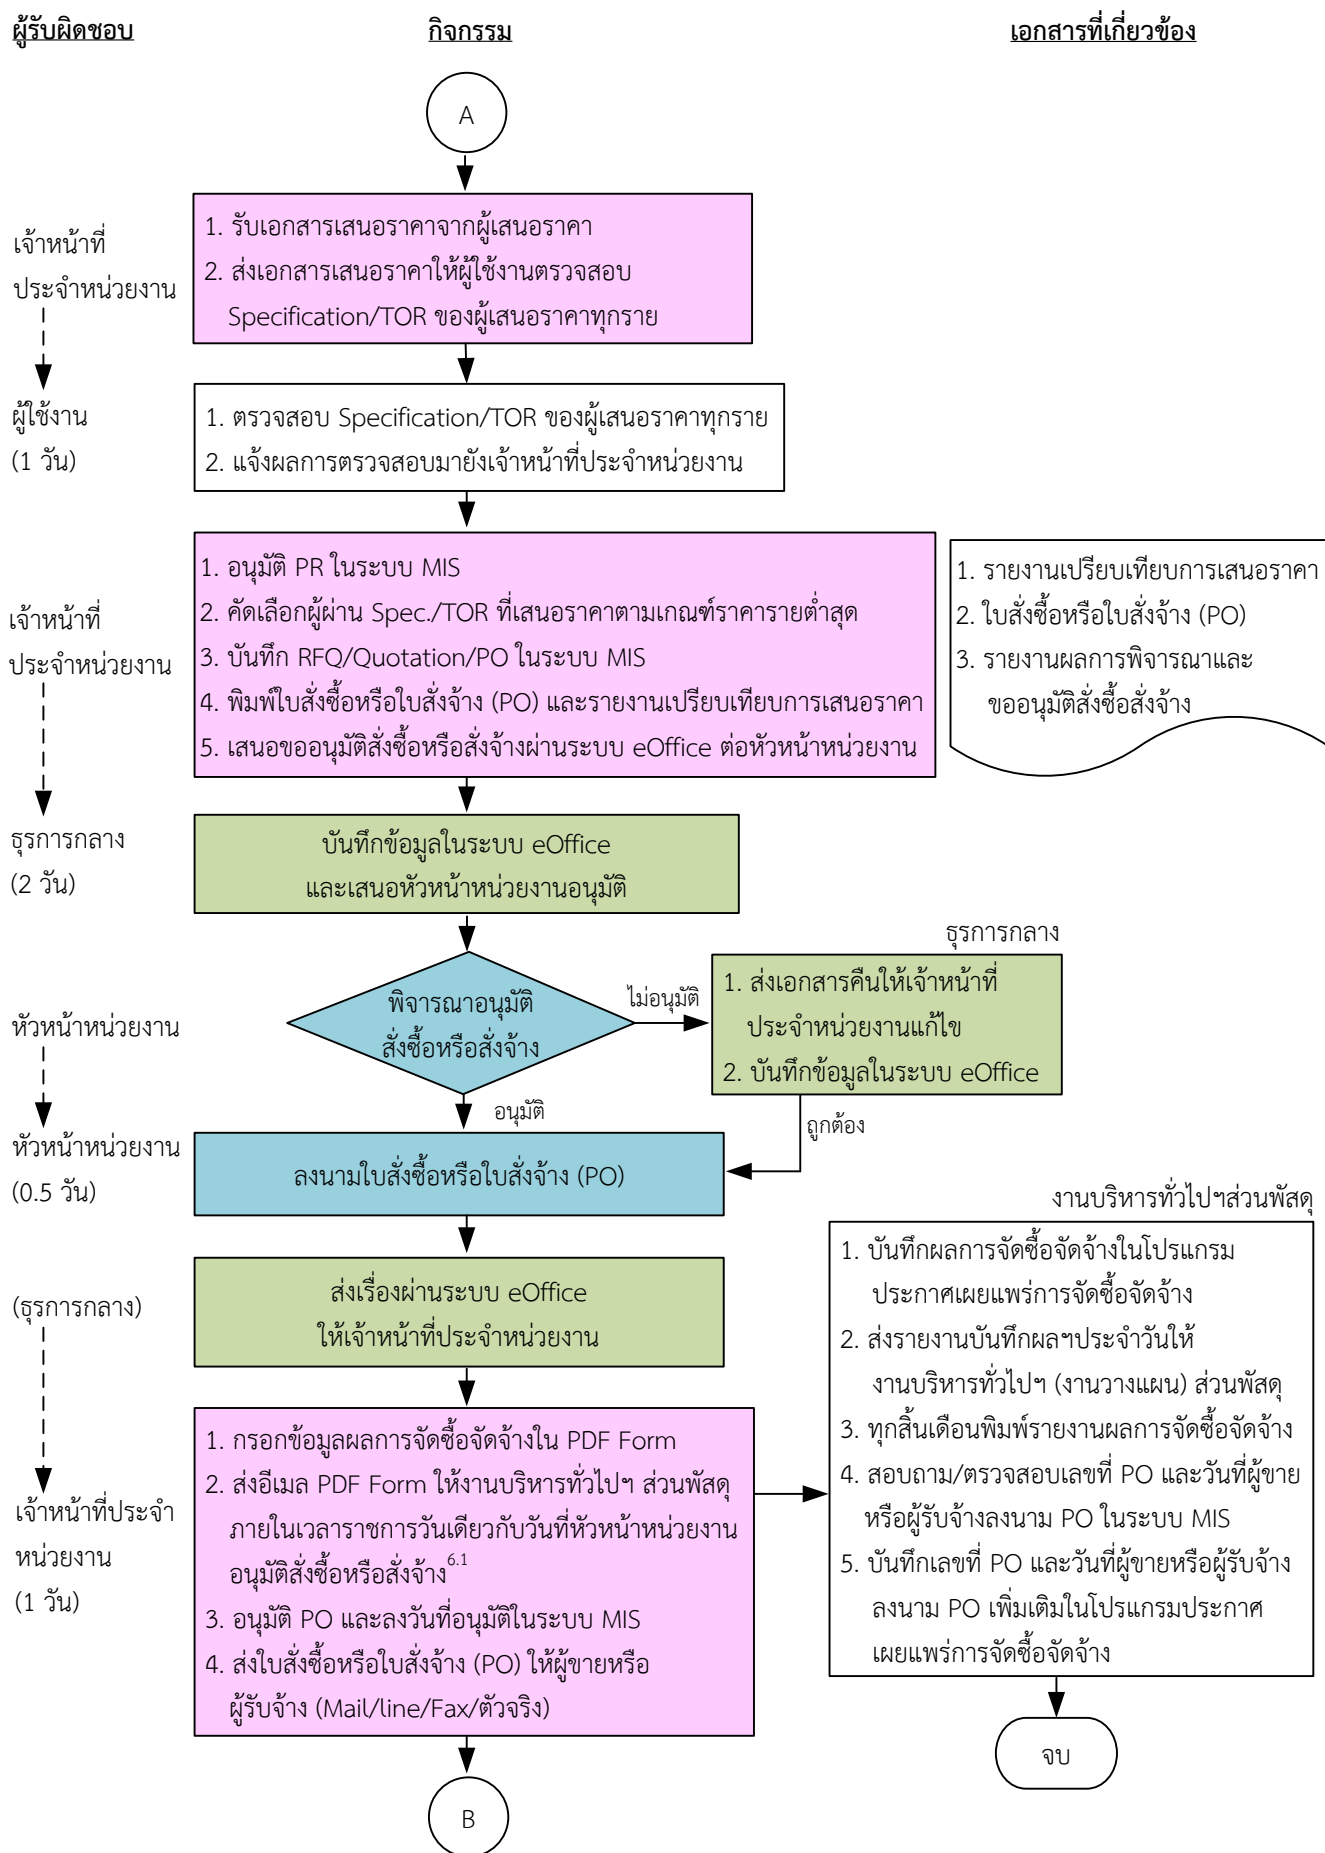 ผู้รับผิดชอบ
กิจกรรม
เอกสารที่เกี่ยวข้อง
A
เจ้าหน้าที่
ประจำหน่วยงาน
1. รับเอกสารเสนอราคาจากผู้เสนอราคา
2. ส่งเอกสารเสนอราคาให้ผู้ใช้งานตรวจสอบ
Specification/TOR ของผู้เสนอราคาทุกราย
ผู้ใช้งาน
(1 วัน)
1. ตรวจสอบ Specification/TOR ของผู้เสนอราคาทุกราย
2. แจ้งผลการตรวจสอบมายังเจ้าหน้าที่ประจำหน่วยงาน
เจ้าหน้าที่
ประจำหน่วยงาน
1. อนุมัติ PR ในระบบ MIS
2. คัดเลือกผู้ผ่าน Spec./TOR ที่เสนอราคาตามเกณฑ์ราคารายต่ำสุด
3. บันทึก RFQ/Quotation/PO ในระบบ MIS
4. พิมพ์ใบสั่งซื้อหรือใบสั่งจ้าง (PO) และรายงานเปรียบเทียบการเสนอราคา
5. เสนอขออนุมัติสั่งซื้อหรือสั่งจ้างผ่านระบบ eOffice ต่อหัวหน้าหน่วยงาน
1. รายงานเปรียบเทียบการเสนอราคา
2. ใบสั่งซื้อหรือใบสั่งจ้าง (PO)
3. รายงานผลการพิจารณาและ
ขออนุมัติสั่งซื้อสั่งจ้าง
ธุรการกลาง
(2 วัน)
บันทึกข้อมูลในระบบ eOffice
และเสนอหัวหน้าหน่วยงานอนุมัติ
หัวหน้าหน่วยงาน
พิจารณาอนุมัติ
สั่งซื้อหรือสั่งจ้าง
ไม่อนุมัติ
ธุรการกลาง
1. ส่งเอกสารคืนให้เจ้าหน้าที่
ประจำหน่วยงานแก้ไข
2. บันทึกข้อมูลในระบบ eOffice
อนุมัติ
ถูกต้อง
หัวหน้าหน่วยงาน
(0.5 วัน)
ลงนามใบสั่งซื้อหรือใบสั่งจ้าง (PO)
(ธุรการกลาง)
ส่งเรื่องผ่านระบบ eOffice
ให้เจ้าหน้าที่ประจำหน่วยงาน
เจ้าหน้าที่ประจำ
หน่วยงาน
(1 วัน)
1. กรอกข้อมูลผลการจัดซื้อจัดจ้างใน PDF Form
2. ส่งอีเมล PDF Form ให้งานบริหารทั่วไปฯ ส่วนพัสดุ
ภายในเวลาราชการวันเดียวกับวันที่หัวหน้าหน่วยงาน
อนุมัติสั่งซื้อหรือสั่งจ้าง6.1
3. อนุมัติ PO และลงวันที่อนุมัติในระบบ MIS
4. ส่งใบสั่งซื้อหรือใบสั่งจ้าง (PO) ให้ผู้ขายหรือ
ผู้รับจ้าง (Mail/line/Fax/ตัวจริง)
งานบริหารทั่วไปฯส่วนพัสดุ
1. บันทึกผลการจัดซื้อจัดจ้างในโปรแกรม
ประกาศเผยแพร่การจัดซื้อจัดจ้าง
2. ส่งรายงานบันทึกผลฯประจำวันให้
งานบริหารทั่วไปฯ (งานวางแผน) ส่วนพัสดุ
3. ทุกสิ้นเดือนพิมพ์รายงานผลการจัดซื้อจัดจ้าง
4. สอบถาม/ตรวจสอบเลขที่ PO และวันที่ผู้ขาย
หรือผู้รับจ้างลงนาม PO ในระบบ MIS
5. บันทึกเลขที่ PO และวันที่ผู้ขายหรือผู้รับจ้าง
ลงนาม PO เพิ่มเติมในโปรแกรมประกาศ
เผยแพร่การจัดซื้อจัดจ้าง
จบ
B